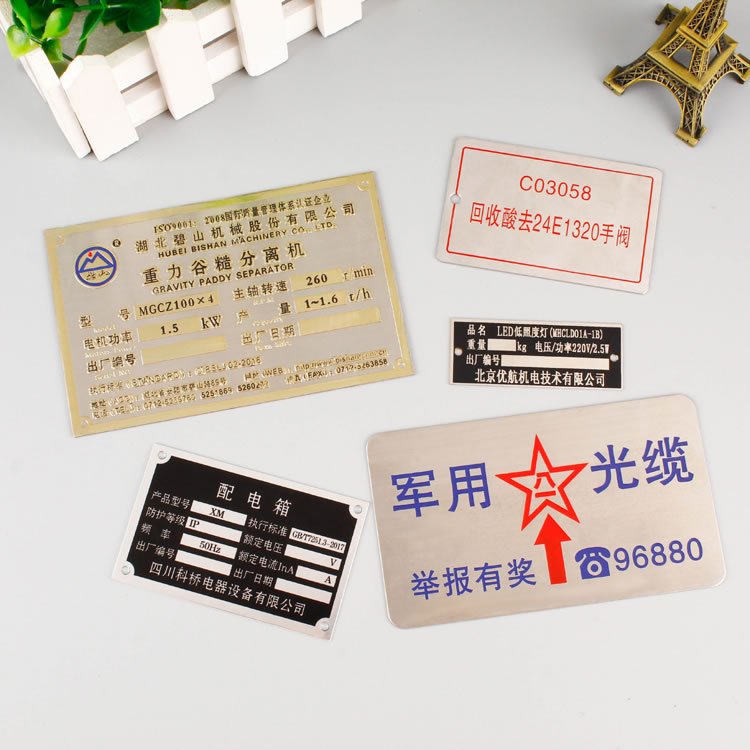 ISO9001：2008国际质量管理体系认证企业
湖北碧山机械股份有限公司
HUBEI BISHAN MACHINERY CO.,LTD.
碧山
®
重力谷糙分离机
GRAVITY PADDY SEPARATOR
型号 MGCZ100×4 主轴转速 260 r/min
电机功率 1.5 kW 产量 1~1.6 t/h
出厂编号 出厂日期
C03058
回收酸去24E1320手阀
品名 LED低照度灯(MHCLD01A-1B)
重量 kg 电压/功率220V/2.5W
出厂编号
北京优航机电技术有限公司
配电箱
产品型号 XM 执行标准 GB/T7251.3-2017
防护等级 IP 额定电压 V
频率 50Hz 额定电流InA A
出厂编号 出厂日期
四川科桥电器设备有限公司
军用 八一 光缆
举报有奖 ☎96880